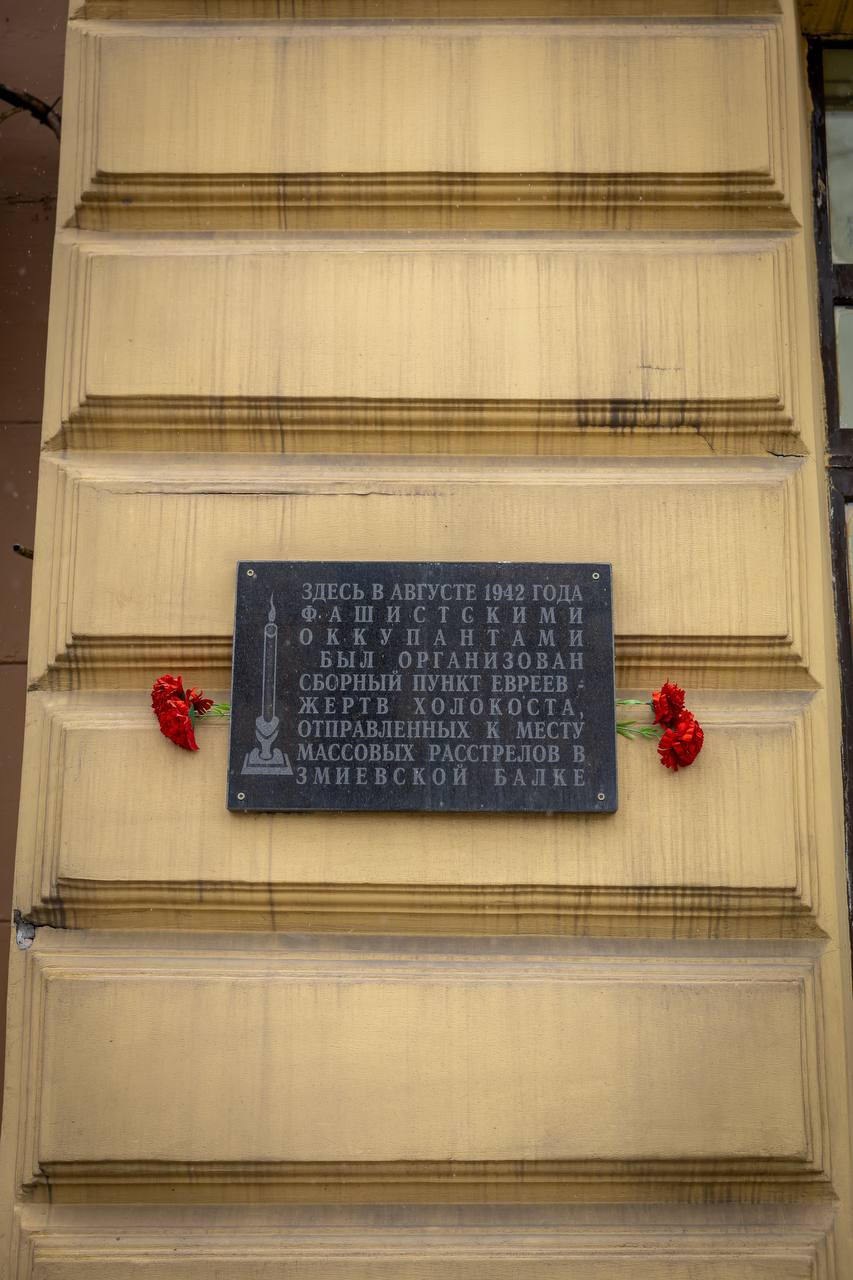 ЗДЕСЬ В АВГУСТЕ 1942 ГОДА
ФАШИСТСКИМИ
ОККУПАНТАМИ
БЫЛ ОРГАНИЗОВАН
СБОРНЫЙ ПУНКТ ЕВРЕЕВ -
ЖЕРТВ ХОЛОКОСТА,
ОТПРАВЛЕННЫХ К МЕСТУ
МАССОВЫХ РАССТРЕЛОВ В
ЗМИЕВСКОЙ БАЛКЕ